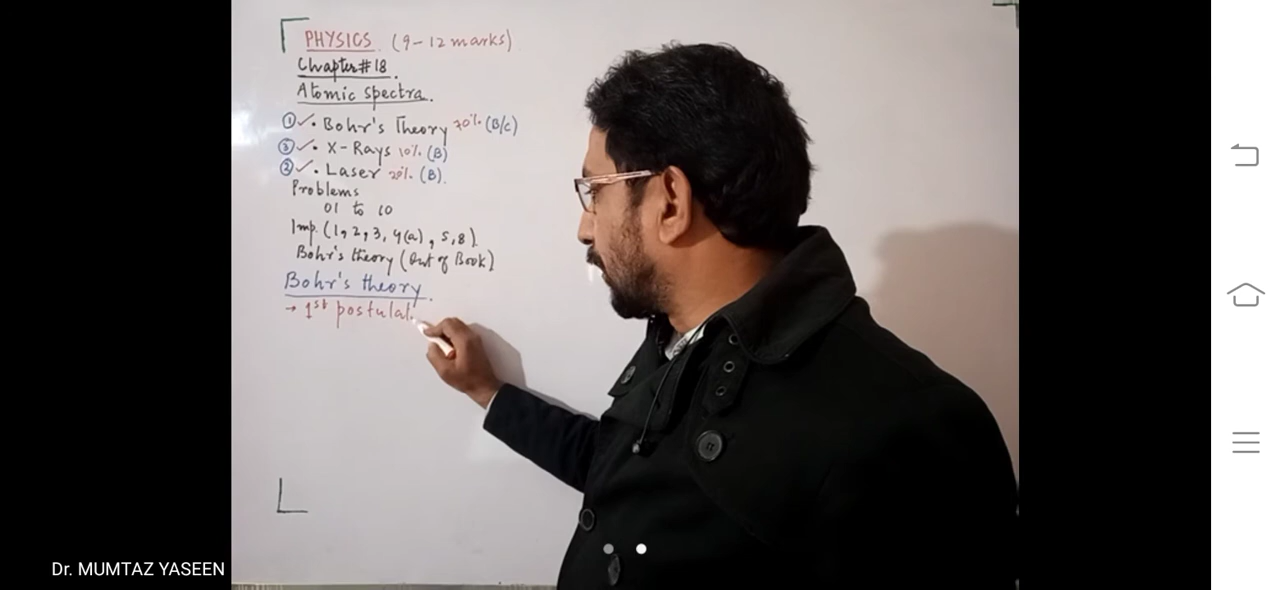 PHYSICS. (9-12 marks)
Chapter#18.
Atomic spectra.
① ✓. Bohr's Theory 70% (B/C)
③ ✓. X-Rays 10% (B)
② ✓. Laser 20% (B).
Problems
01 to 10
Imp. (1, 2, 3, 4(a), 5, 8).
Bohr's theory (Out of Book)
Bohr's theory.
→ 1st postulat.
Dr. MUMTAZ YASEEN